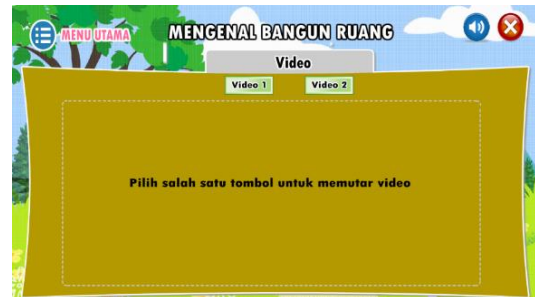 MENU UTAMA
MENGENAL BANGUN RUANG
Video
Video 1
Video 2
Pilih salah satu tombol untuk memutar video